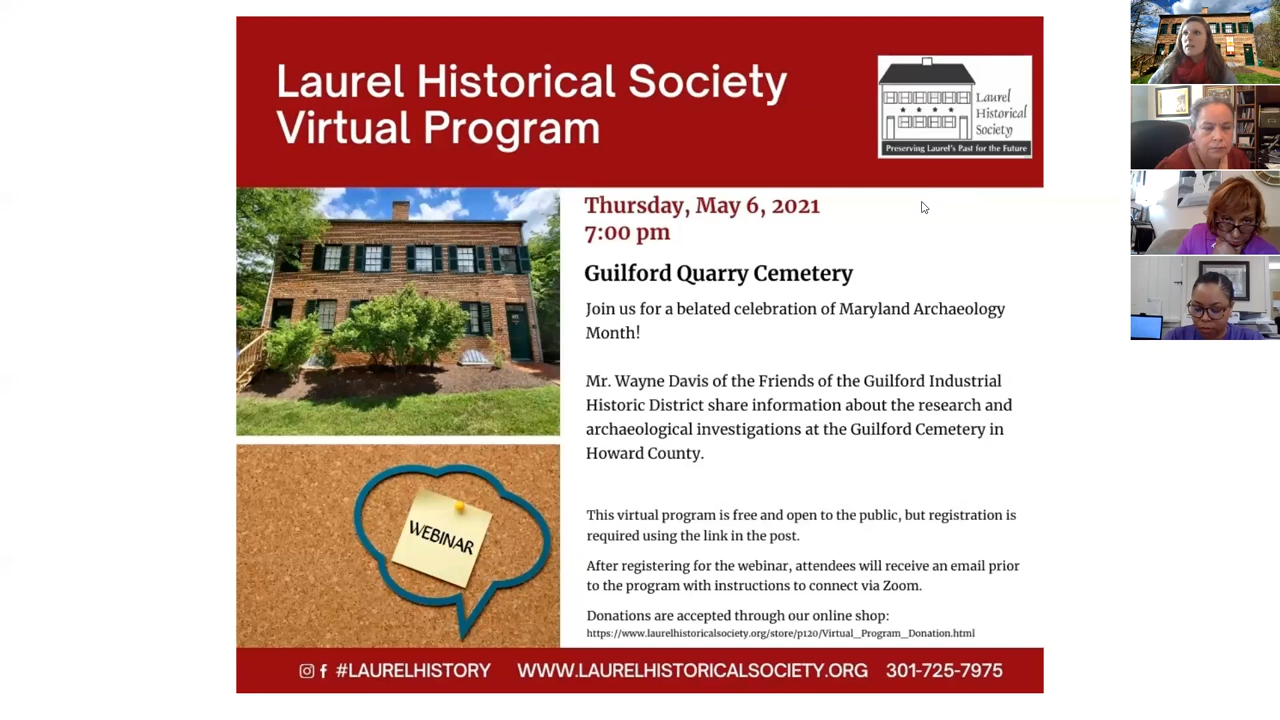 Laurel Historical Society
Virtual Program
Laurel
Historical
Society
Preserving Laurel's Past for the Future
Thursday, May 6, 2021
7:00 pm
Guilford Quarry Cemetery
Join us for a belated celebration of Maryland Archaeology
Month!
Mr. Wayne Davis of the Friends of the Guilford Industrial
Historic District share information about the research and
archaeological investigations at the Guilford Cemetery in
Howard County.
WEBINAR
This virtual program is free and open to the public, but registration is
required using the link in the post.
After registering for the webinar, attendees will receive an email prior
to the program with instructions to connect via Zoom.
Donations are accepted through our online shop:
https://www.laurelhistoricalsociety.org/store/p120/Virtual_Program_Donation.html
#LAURELHISTORY WWW.LAURELHISTORICALSOCIETY.ORG 301-725-7975